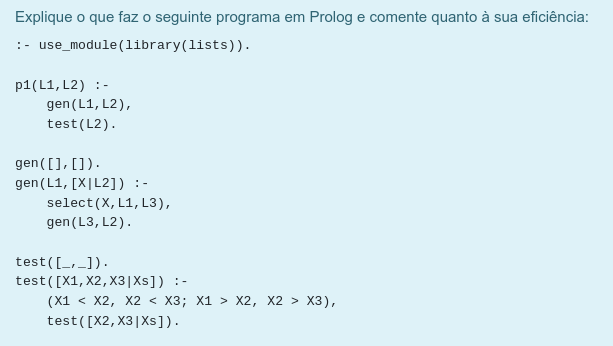 Explique o que faz o seguinte programa em Prolog e comente quanto à sua eficiência:
:- use_module(library(lists)).
p1(L1,L2) :-
gen(L1,L2),
test(L2).
gen([],[]).
gen(L1,[X|L2]) :-
select(X,L1,L3),
gen(L3,L2).
test([_,_]).
test([X1,X2,X3|Xs]) :-
(X1 < X2, X2 < X3; X1 > X2, X2 > X3),
test([X2,X3|Xs]).